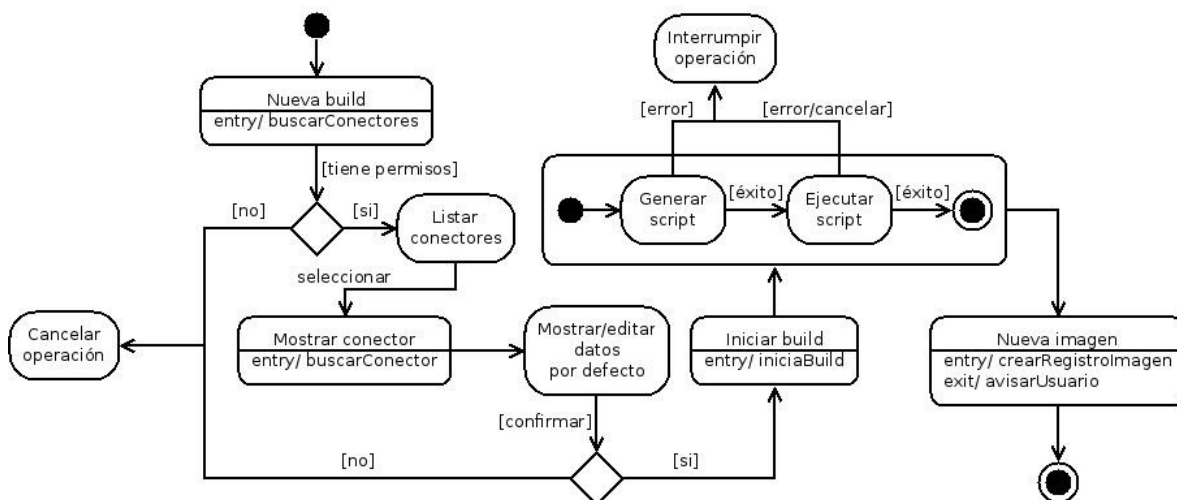 Nueva build
entry/ buscarConectores
[tiene permisos]
[no]
[si]
Listar
conectores
seleccionar
Cancelar
operación
Mostrar conector
entry/ buscarConector
Mostrar/editar
datos
por defecto
[confirmar]
[no]
[si]
Iniciar build
entry/ iniciaBuild
Interrumpir
operación
[error]
[error/cancelar]
Generar
script
[éxito]
Ejecutar
script
[éxito]
Nueva imagen
entry/ crearRegistroImagen
exit/ avisarUsuario